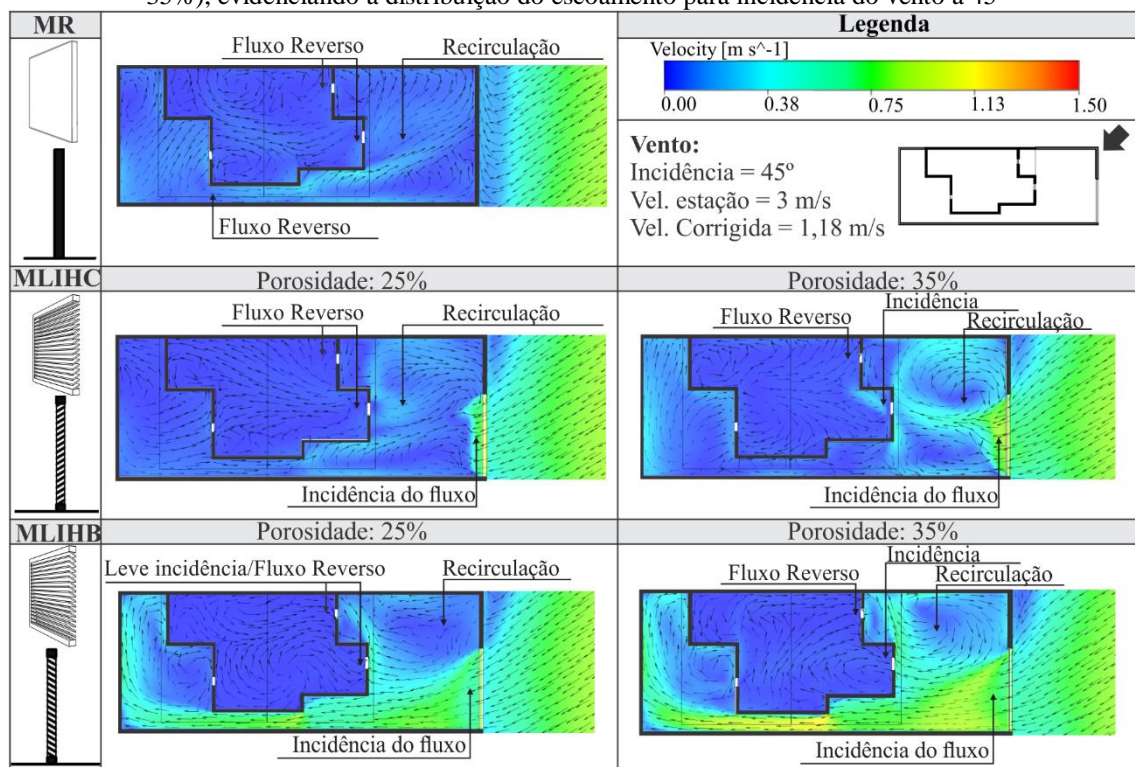 35%), evidenciando a distribuição do escoamento para incidência do vento a 45°
MR
Fluxo Reverso
Recirculação
Fluxo Reverso
Legenda
Velocity [m s^-1]
0.00 0.38 0.75 1.13 1.50
Vento:
Incidência = 45º
Vel. estação = 3 m/s
Vel. Corrigida = 1,18 m/s
MLIHC
Porosidade: 25%
Fluxo Reverso
Recirculação
Incidência do fluxo
Porosidade: 35%
Incidência
Fluxo Reverso
Recirculação
Incidência do fluxo
MLIHB
Porosidade: 25%
Leve incidência/Fluxo Reverso
Recirculação
Incidência do fluxo
Porosidade: 35%
Incidência
Fluxo Reverso
Recirculação
Incidência do fluxo